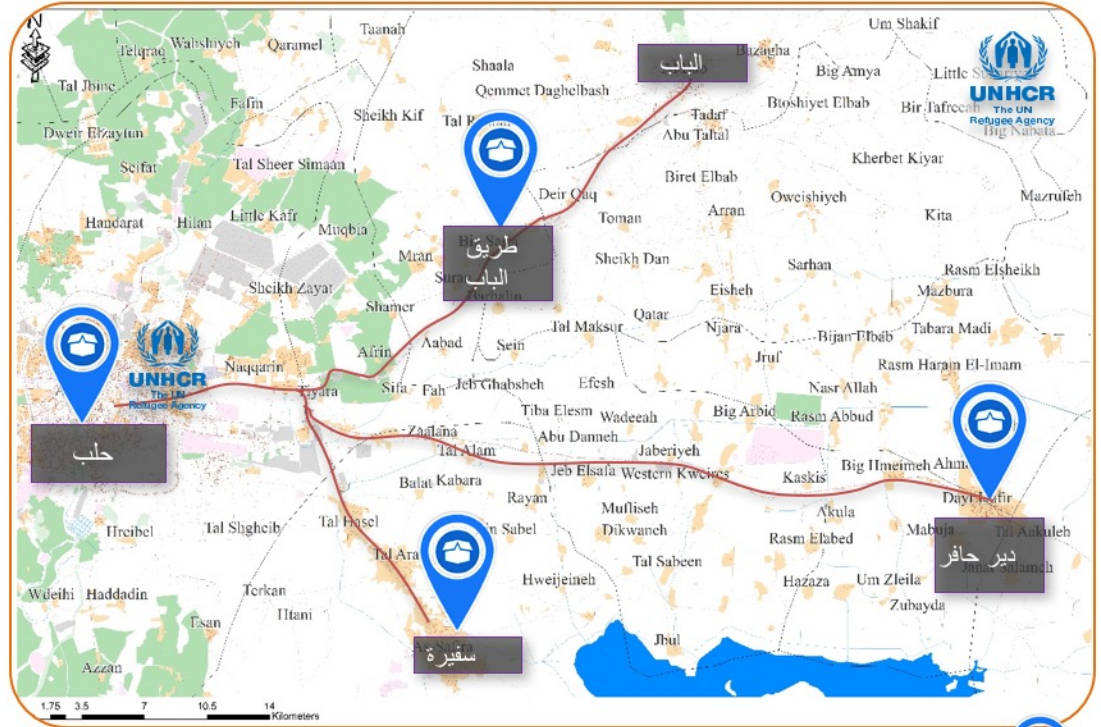 N
Taanah
Um Shakif
Telqraq
Wahshiyeh
Qaramel
الباب
Bazagha
Shaala
Big Amya
UNHCR
The UN
Refugee Agency
Tal Jbine
Qemmet Daghelbash
Btoshiyet Elbab
Fafin
Sheikh Kif
Tadaf
Bir Tafreeah
Dweir Elzaytun
Abu Taltal
Big Nabata
Seifat
Tal Sheer Simaan
Kherbet Kiyar
Biret Elbab
Deir Qaq
Oweishiyeh
Mazrufeh
Handarat
Hilan
Little Kafr
Toman
Arran
Kita
Muqbia
طريق
الباب
Mran
Sheikh Dan
Sarhan
Rasm Elsheikh
Sheikh Zayat
Eisheh
Mazbura
Shamer
Qatar
Tal Maksur
Njara
Bijan Elbab
Tabara Madi
Aabad
Sein
Afrin
Jruf
Rasm Haram El-Imam
Naqqarin
UNHCR
The UN
Refugee Agency
Sifa
Fah
Jeb Ghabsheh
Efesh
Nasr Allah
Tiba Elesm
Wadeeah
Big Arbid
Rasm Abbud
حلب
Zaalana
Abu Danneh
Tal Alam
Jaberiyeh
Big Hmeimeh
Jeb Elsafa
Western Kweires
Kaskis
Balat
Kabara
Rayan
Mufliseh
Akula
Hreibel
Tal Shgheib
Tal Hasel
Dikwaneh
Rasm Elabed
Mabuja
Tal Aakuleh
دير حافر
Tal Sabeen
Hweijeineh
Hazaza
Um Zleila
Wdeihi
Haddadin
Terkan
Htani
Zubayda
Esan
Jbul
سفيرة
Azzan
1.75 3.5 7 10.5 14
Kilometers